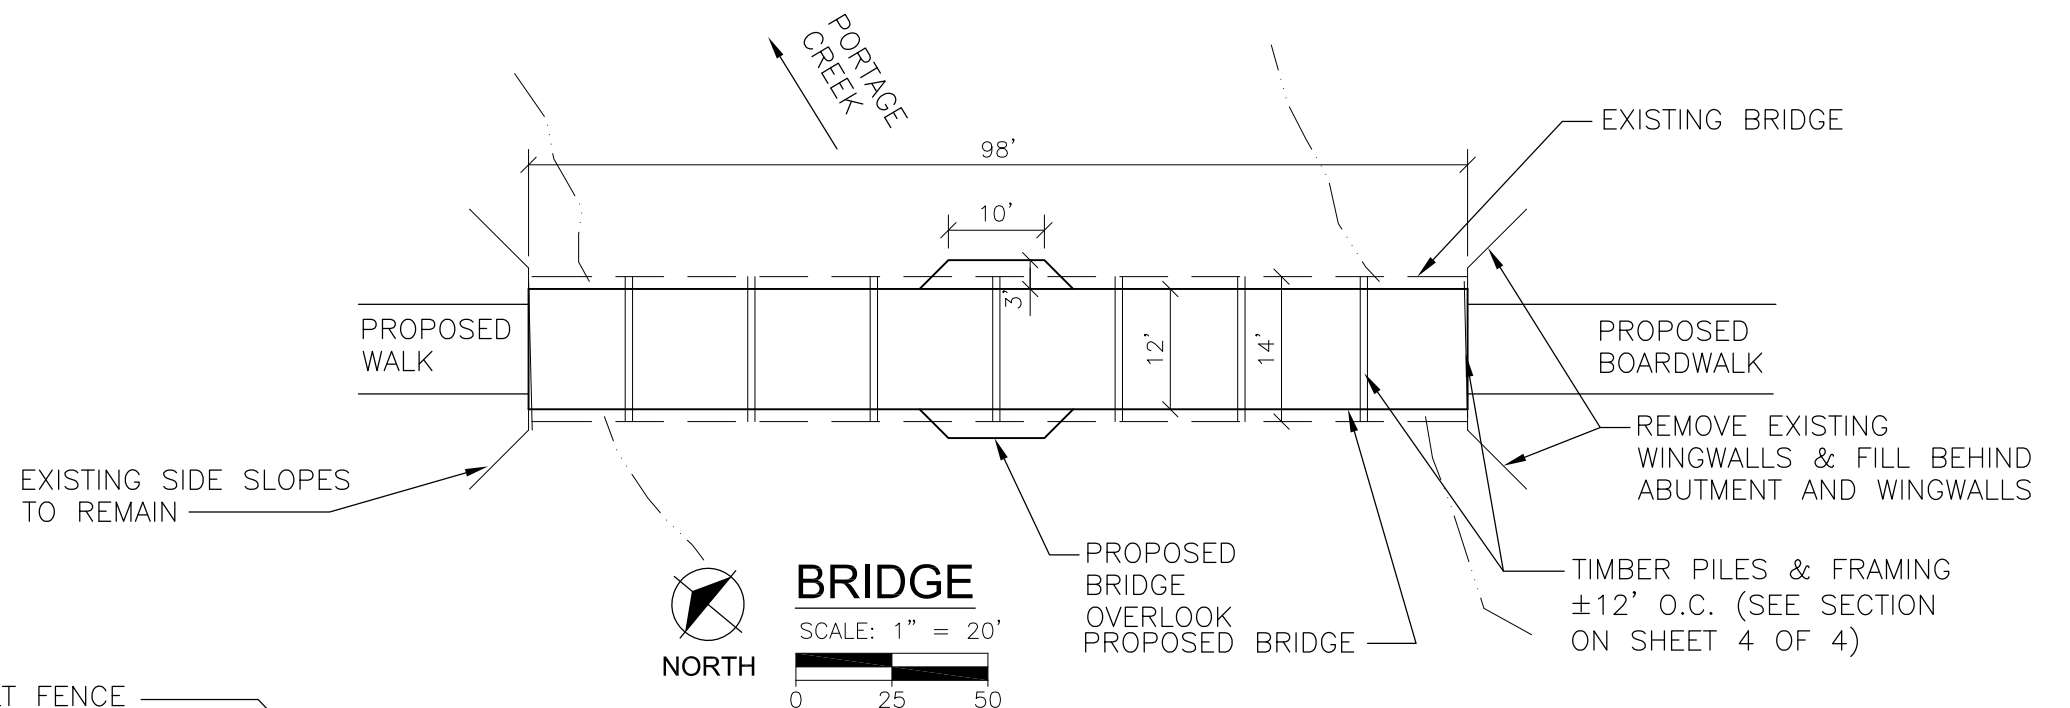 PORTAGE
CREEK
EXISTING BRIDGE
98'
10'
3'
12'
14'
PROPOSED
WALK
PROPOSED
BOARDWALK
REMOVE EXISTING
WINGWALLS & FILL BEHIND
ABUTMENT AND WINGWALLS
EXISTING SIDE SLOPES
TO REMAIN
PROPOSED
BRIDGE
OVERLOOK
PROPOSED BRIDGE
TIMBER PILES & FRAMING
±12' O.C. (SEE SECTION
ON SHEET 4 OF 4)
BRIDGE
SCALE: 1" = 20'
NORTH
0 25 50
FENCE